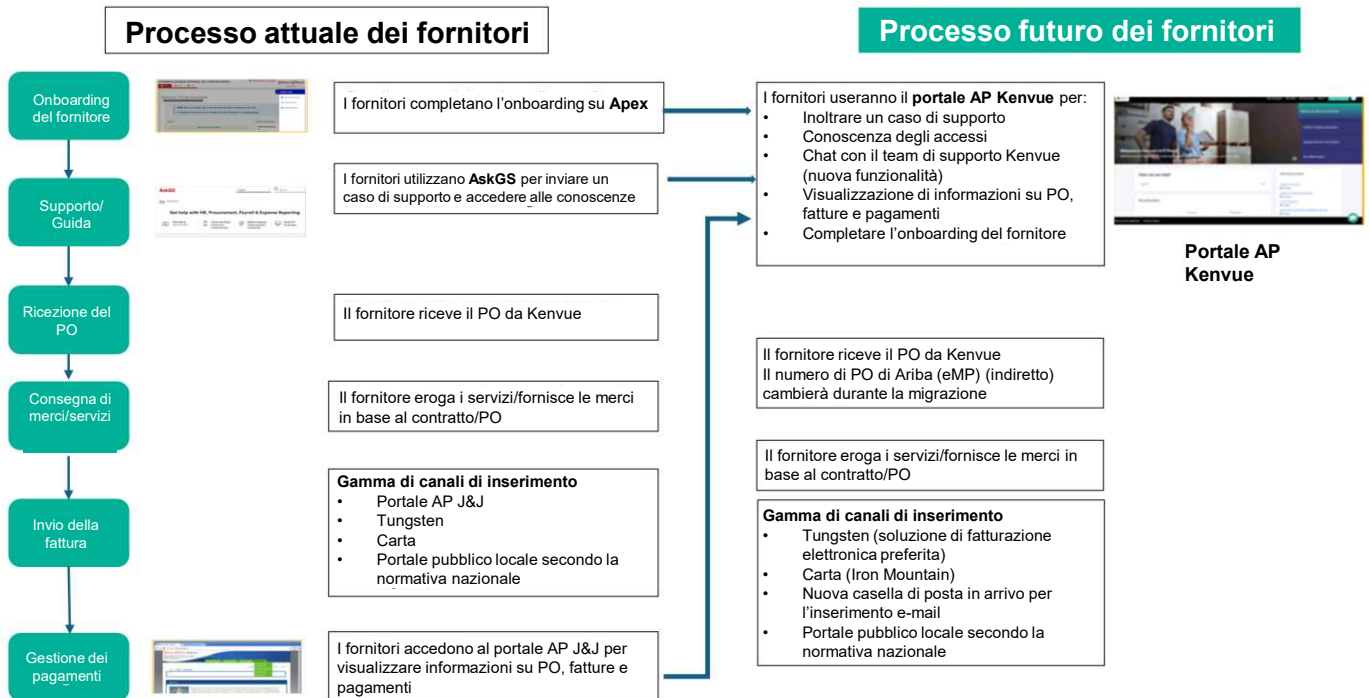 Processo attuale dei fornitori
Processo futuro dei fornitori
Onboarding
del fornitore
I fornitori completano l'onboarding su Apex
I fornitori useranno il portale AP Kenvue per:
• Inoltrare un caso di supporto
• Conoscenza degli accessi
• Chat con il team di supporto Kenvue
(nuova funzionalità)
• Visualizzazione di informazioni su PO,
fatture e pagamenti
• Completare l'onboarding del fornitore
Portale AP
Kenvue
Supporto/
Guida
AskGS
Get help with HR, Procurement, Payroll & Expense Reporting
I fornitori utilizzano AskGS per inviare un
caso di supporto e accedere alle conoscenze
Ricezione del
PO
Il fornitore riceve il PO da Kenvue
Il fornitore riceve il PO da Kenvue
Il numero di PO di Ariba (eMP) (indiretto)
cambierà durante la migrazione
Consegna di
merci/servizi
Il fornitore eroga i servizi/fornisce le merci
in base al contratto/PO
Il fornitore eroga i servizi/fornisce le merci in
base al contratto/PO
Invio della
fattura
Gamma di canali di inserimento
• Portale AP J&J
• Tungsten
• Carta
• Portale pubblico locale secondo la
normativa nazionale
Gamma di canali di inserimento
• Tungsten (soluzione di fatturazione
elettronica preferita)
• Carta (Iron Mountain)
• Nuova casella di posta in arrivo per
l'inserimento e-mail
• Portale pubblico locale secondo la
normativa nazionale
Gestione dei
pagamenti
I fornitori accedono al portale AP J&J per
visualizzare informazioni su PO, fatture e
pagamenti